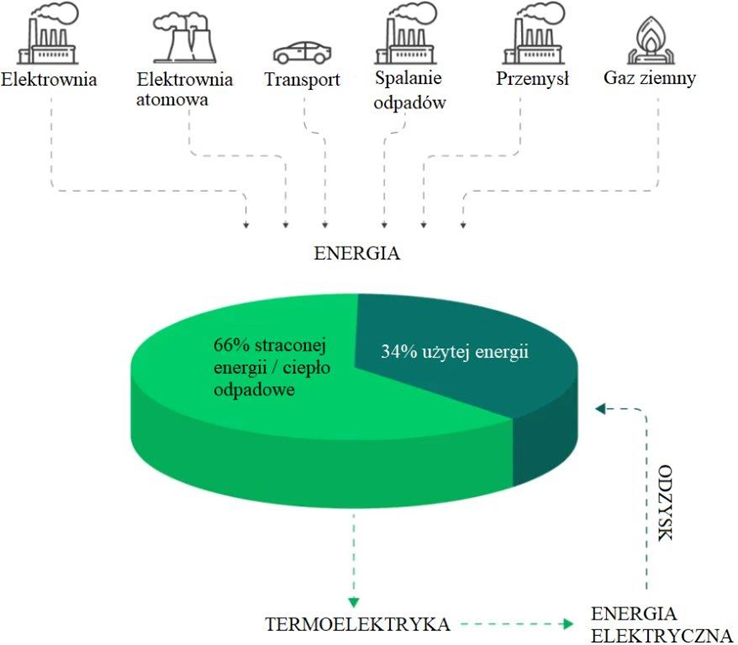 Elektrownia
Elektrownia
atomowa
Transport
Spalanie
odpadów
Przemysł
Gaz ziemny
ENERGIA
66% straconej
energii / ciepło
odpadowe
34% użytej energii
ODZYSK
TERMOELEKTRYKA
ENERGIA
ELEKTRYCZNA